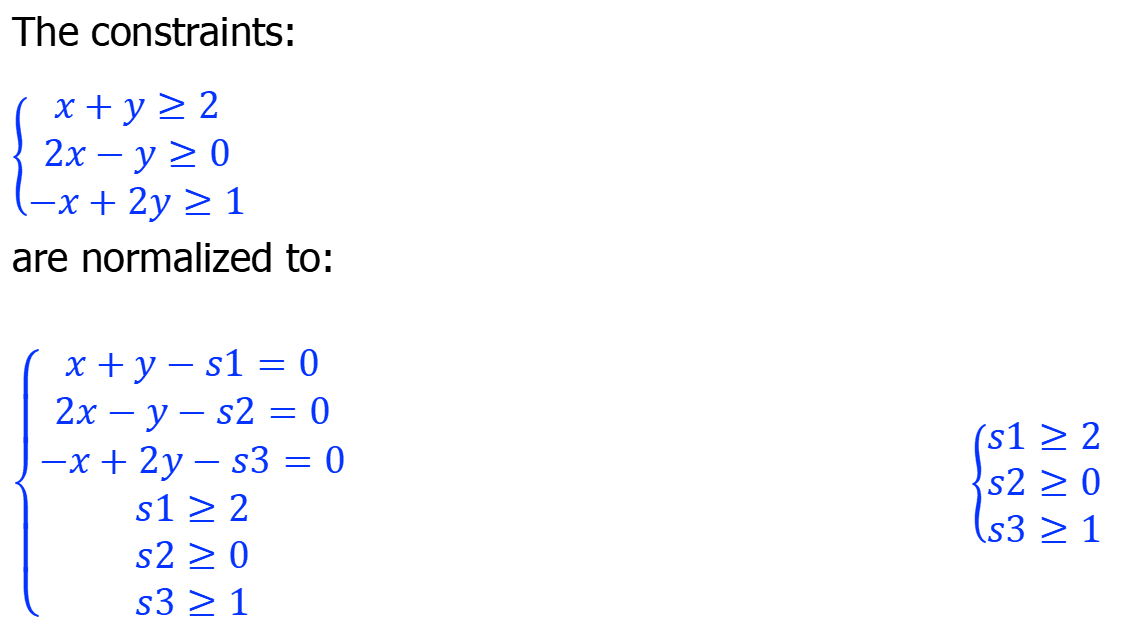 The constraints:
x + y ≥ 2
2x − y ≥ 0
−x + 2y ≥ 1
are normalized to:
x + y − s1 = 0
2x − y − s2 = 0
−x + 2y − s3 = 0
s1 ≥ 2
s2 ≥ 0
s3 ≥ 1
s1 ≥ 2
s2 ≥ 0
s3 ≥ 1